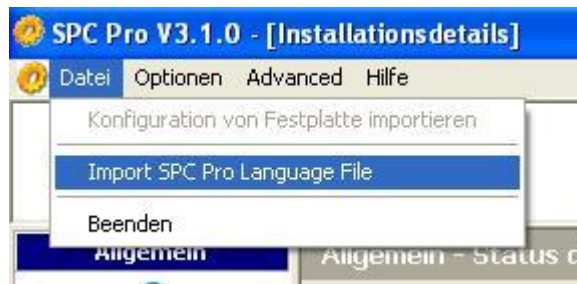 SPC Pro V3.1.0 - [Installationsdetails]
Datei Optionen Advanced Hilfe
Konfiguration von Festplatte importieren
Import SPC Pro Language File
Beenden
Allgemein
Allgemein - Status